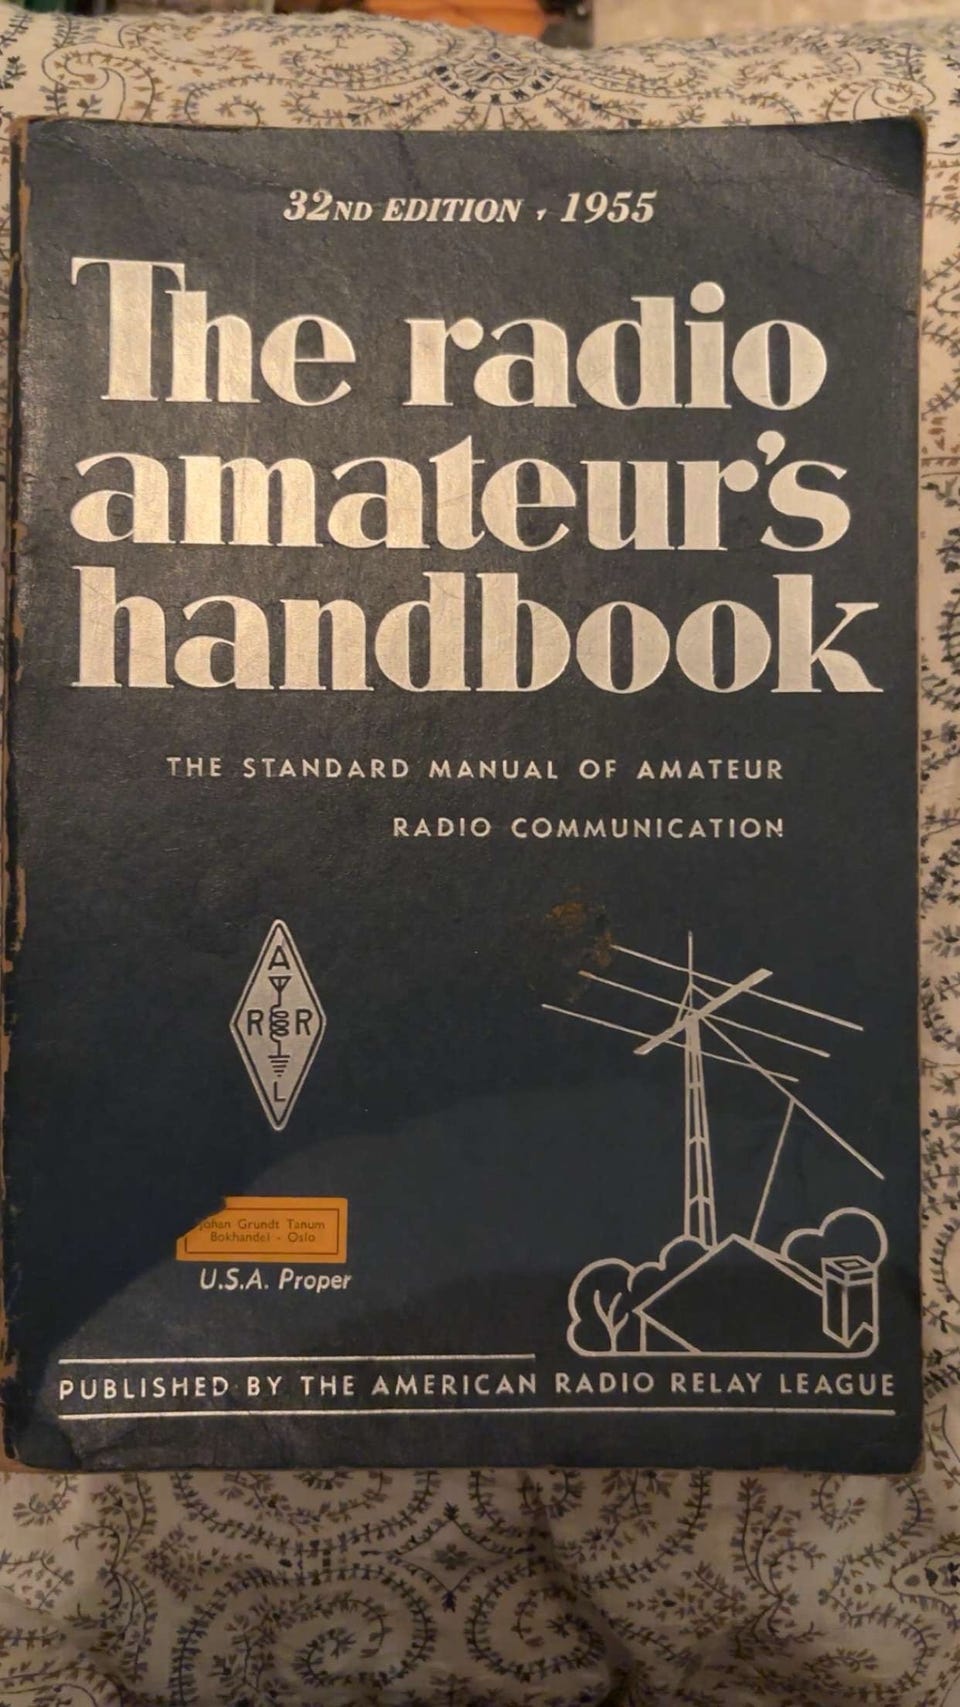 32ND EDITION , 1955
The radio
amateur's
handbook
THE STANDARD MANUAL OF AMATEUR
RADIO COMMUNICATION
A
R R
L
Johan Grundt Tanum
Bokhandel - Oslo
U.S.A. Proper
PUBLISHED BY THE AMERICAN RADIO RELAY LEAGUE